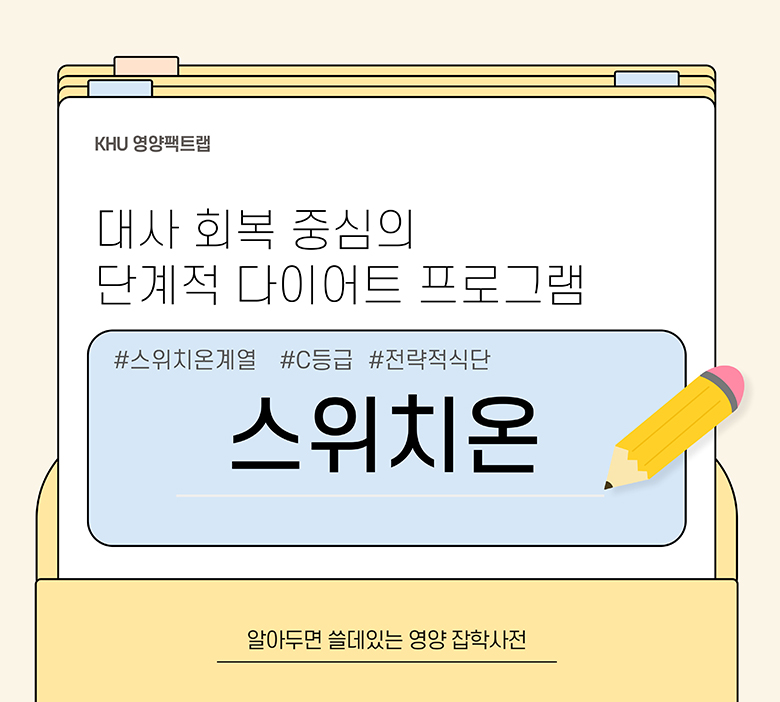 KHU 영양팩트랩
대사 회복 중심의
단계적 다이어트 프로그램
#스위치온계열 #C등급 #전략적식단
스위치온
알아두면 쓸데있는 영양 잡학사전